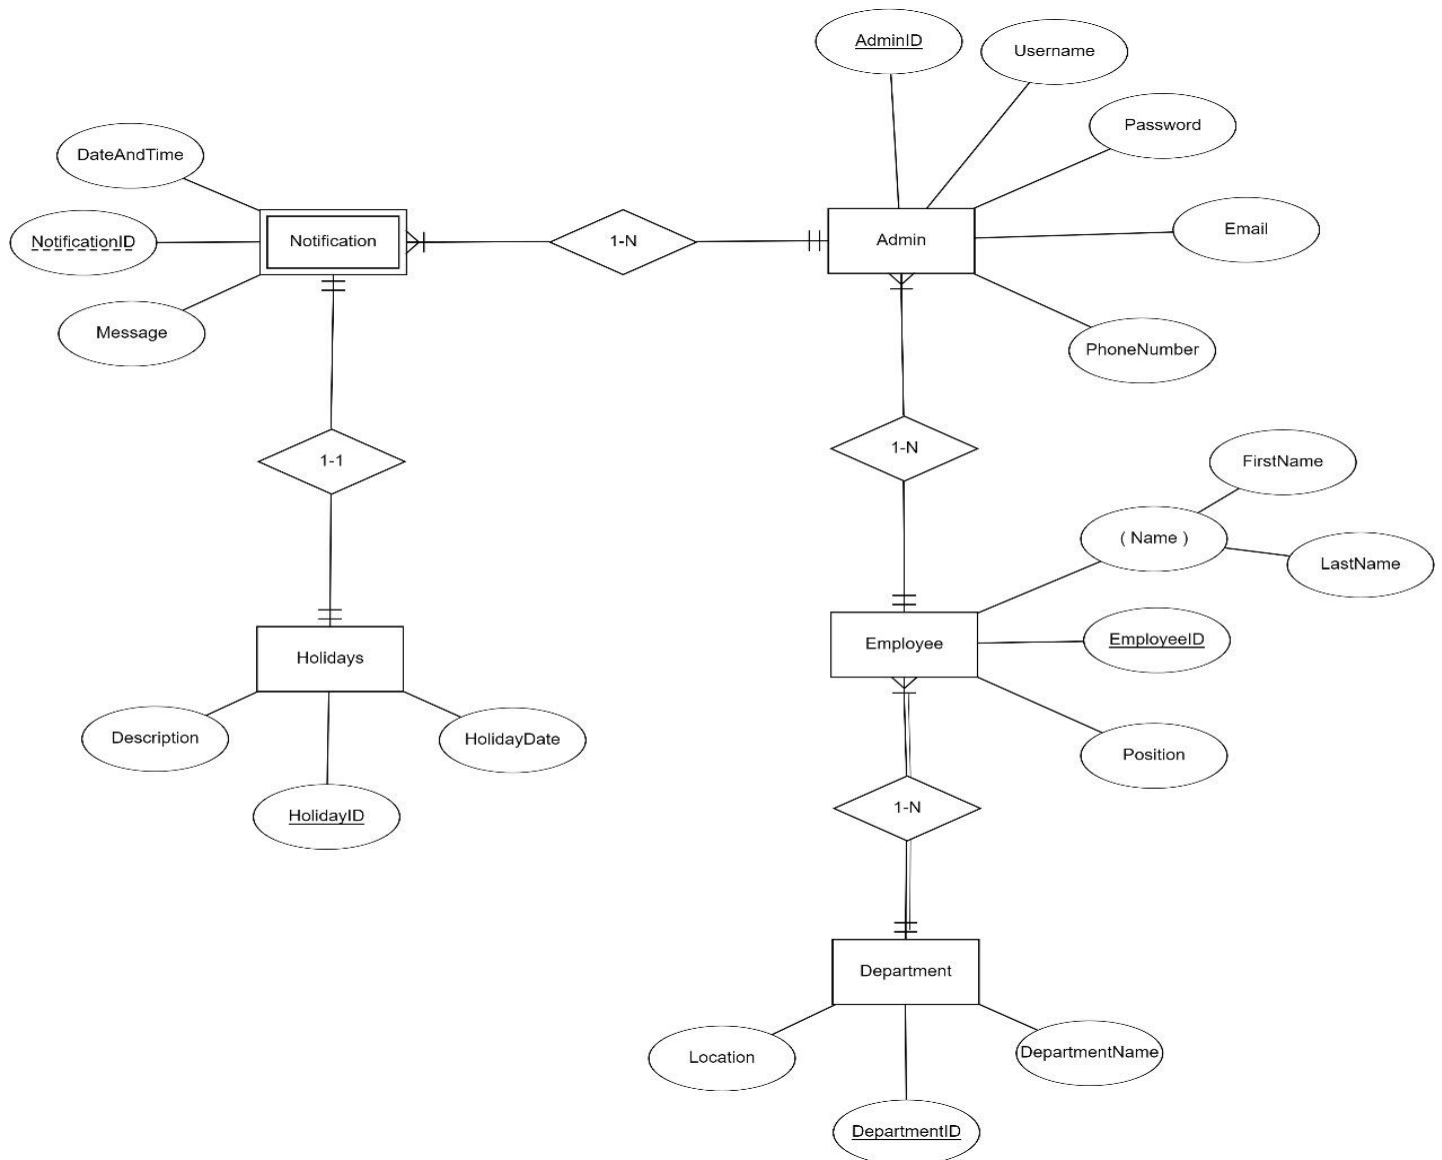 AdminID
Username
Password
DateAndTime
Email
NotificationID
Notification
1-N
Admin
Message
PhoneNumber
1-1
1-N
FirstName
( Name )
LastName
Holidays
Employee
EmployeeID
Description
HolidayDate
Position
HolidayID
1-N
Department
Location
DepartmentName
DepartmentID